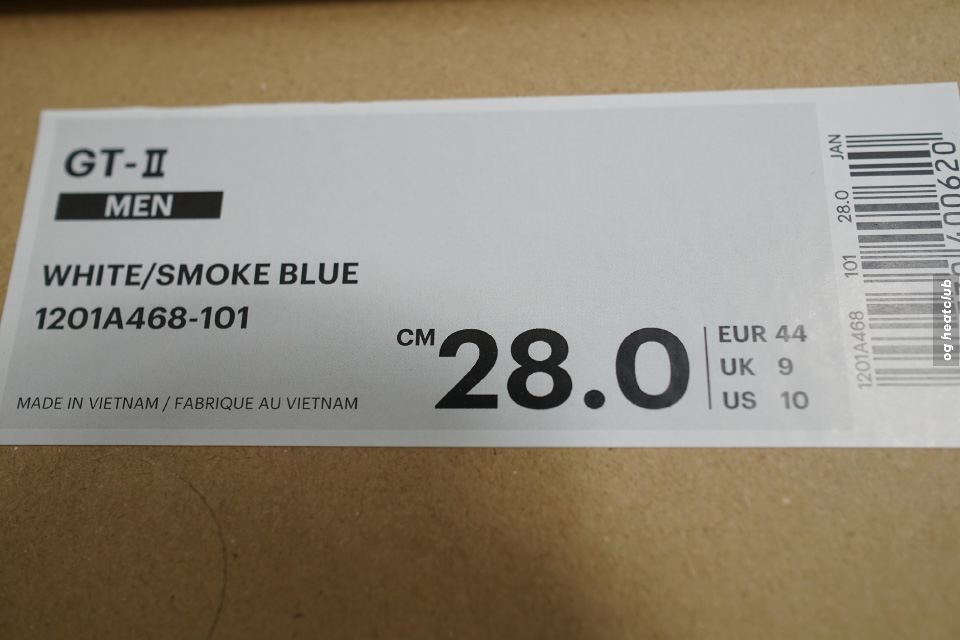 GT-II
MEN
WHITE/SMOKE BLUE
1201A468-101
MADE IN VIETNAM / FABRIQUE AU VIETNAM
CM 28.0
EUR 44
UK 9
US 10
1201A468 101 28.0 JAN
400620
og heatclub